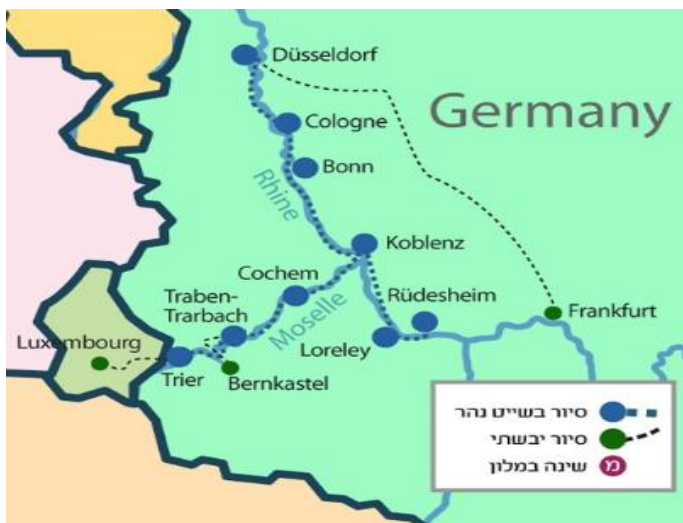 Düsseldorf
Germany
Cologne
Bonn
Rhine
Koblenz
Cochem
Rüdesheim
Traben-
Trarbach
Moselle
Frankfurt
Luxembourg
Loreley
Trier
Bernkastel
סיור בשייט נהר
סיור יבשתי
מ שינה במלון